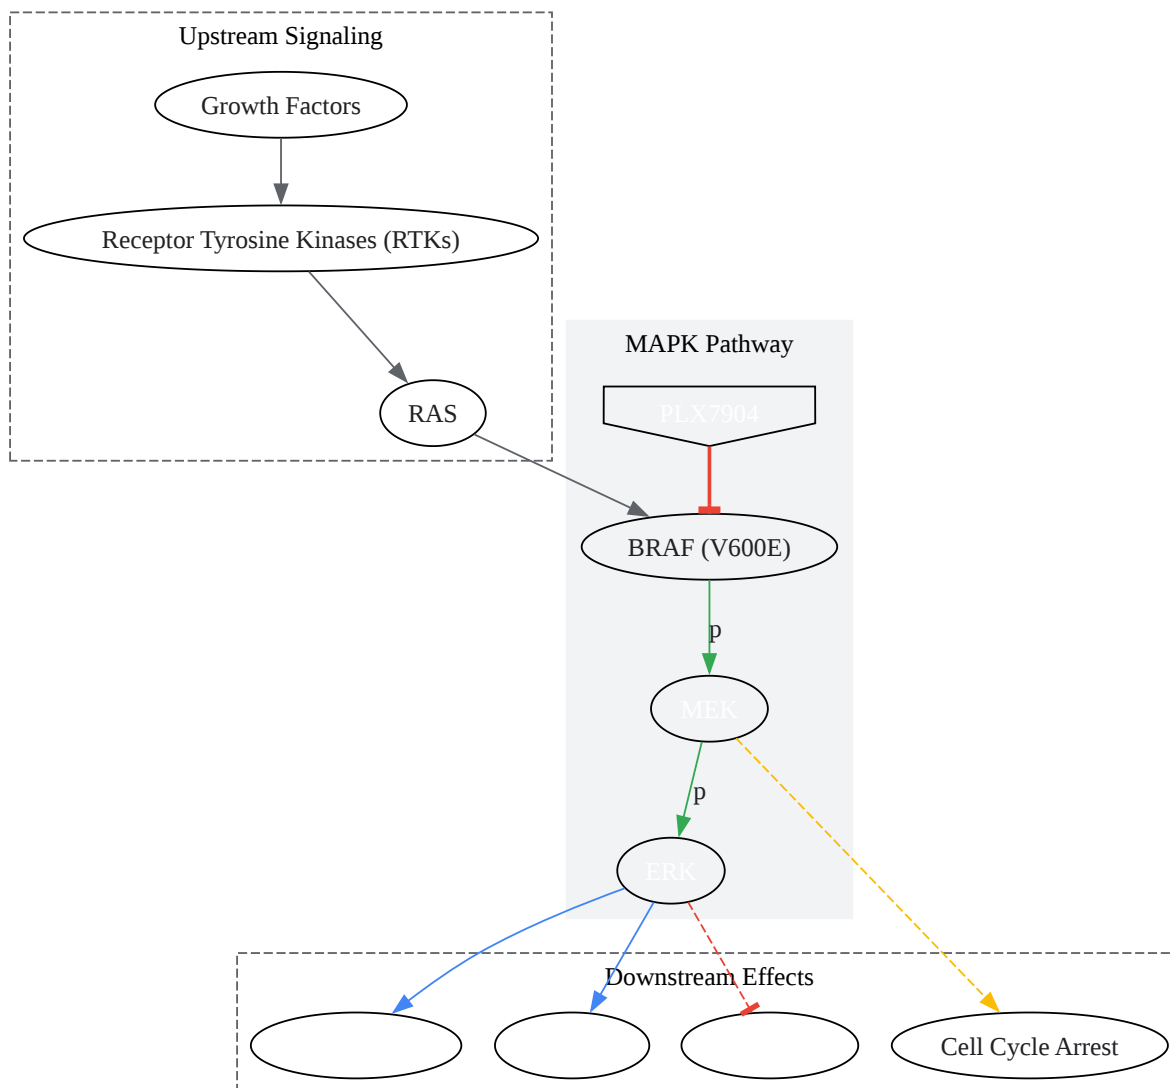 Upstream Signaling
Growth Factors
Receptor Tyrosine Kinases (RTKs)
RAS
MAPK Pathway
PLX7904
BRAF (V600E)
p
MEK
p
ERK
Downstream Effects
Cell Cycle Arrest